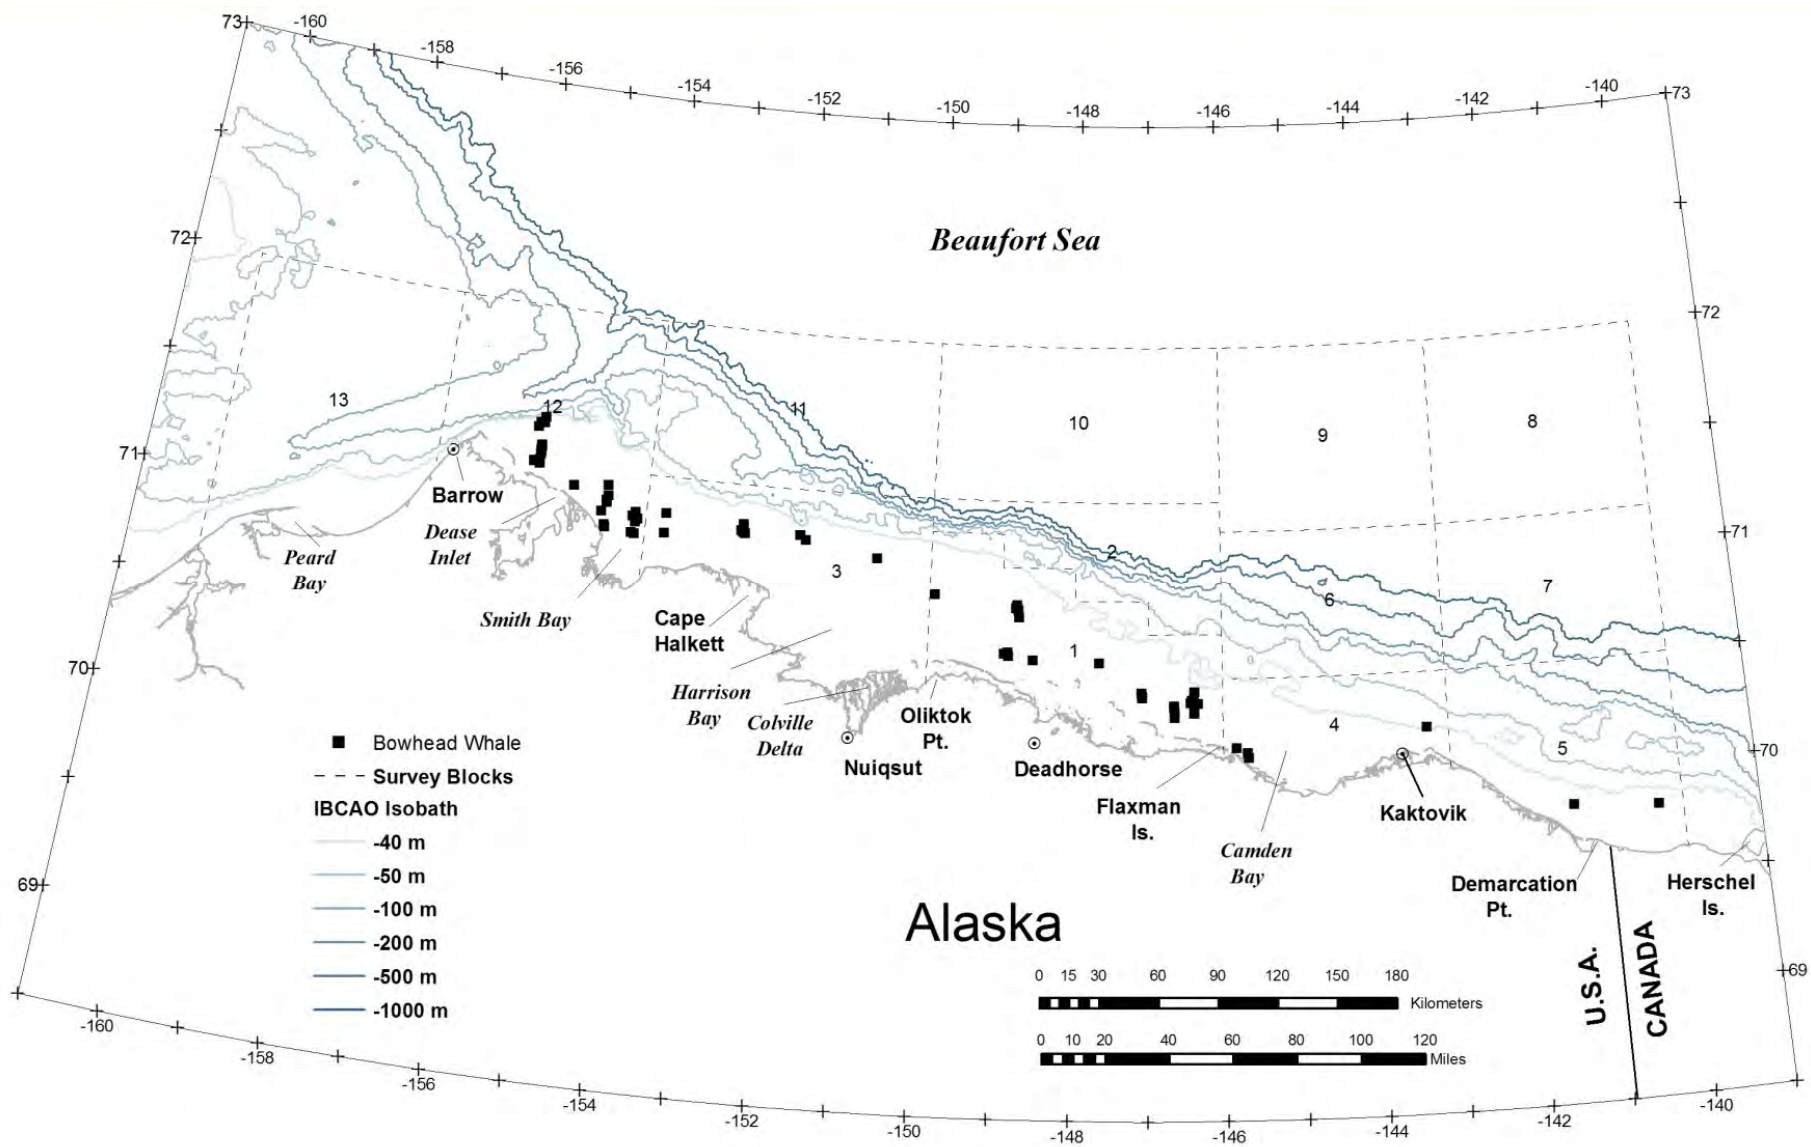 73
-160
-158
-156
-154
-152
-150
-148
-146
-144
-142
-140
73
72
Beaufort Sea
72
13
12
11
10
9
8
71
Barrow
Dease
Inlet
Peard
Bay
Smith Bay
3
2
6
7
71
Cape
Halkett
1
70
Harrison
Bay
Colville
Delta
Oliktok
Pt.
4
5
70
Nuiqsut
Deadhorse
Flaxman
Is.
Kaktovik
Camden
Bay
Demarcation
Pt.
Herschel
Is.
Bowhead Whale
Survey Blocks
IBCAO Isobath
-40 m
-50 m
-100 m
-200 m
-500 m
-1000 m
69
Alaska
U.S.A.
CANADA
69
0 15 30 60 90 120 150 180
Kilometers
0 10 20 40 60 80 100 120
Miles
-160
-158
-156
-154
-152
-150
-148
-146
-144
-142
-140